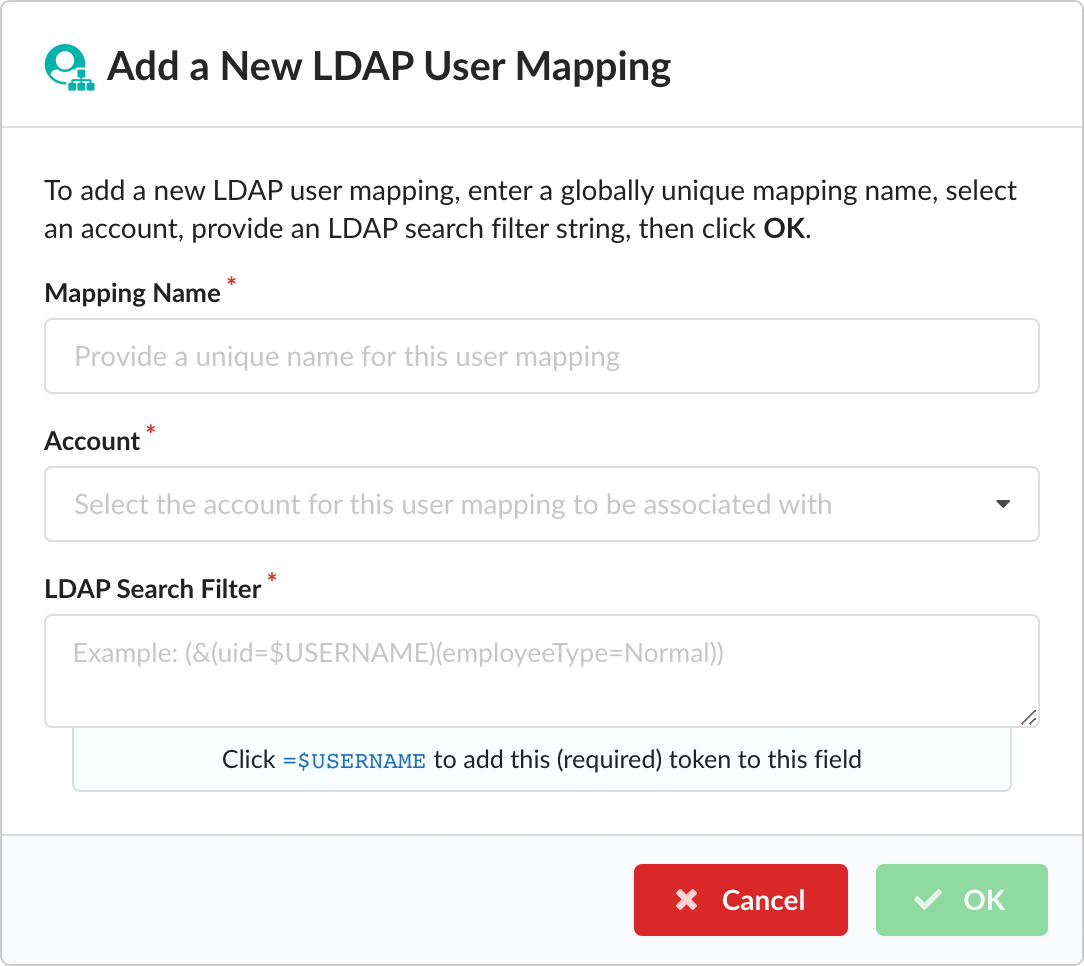 Add a New LDAP User Mapping
To add a new LDAP user mapping, enter a globally unique mapping name, select
an account, provide an LDAP search filter string, then click OK.
Mapping Name *
Provide a unique name for this user mapping
Account *
Select the account for this user mapping to be associated with
LDAP Search Filter *
Example: (&(uid=$USERNAME)(employeeType=Normal))
Click =$USERNAME to add this (required) token to this field
Cancel OK